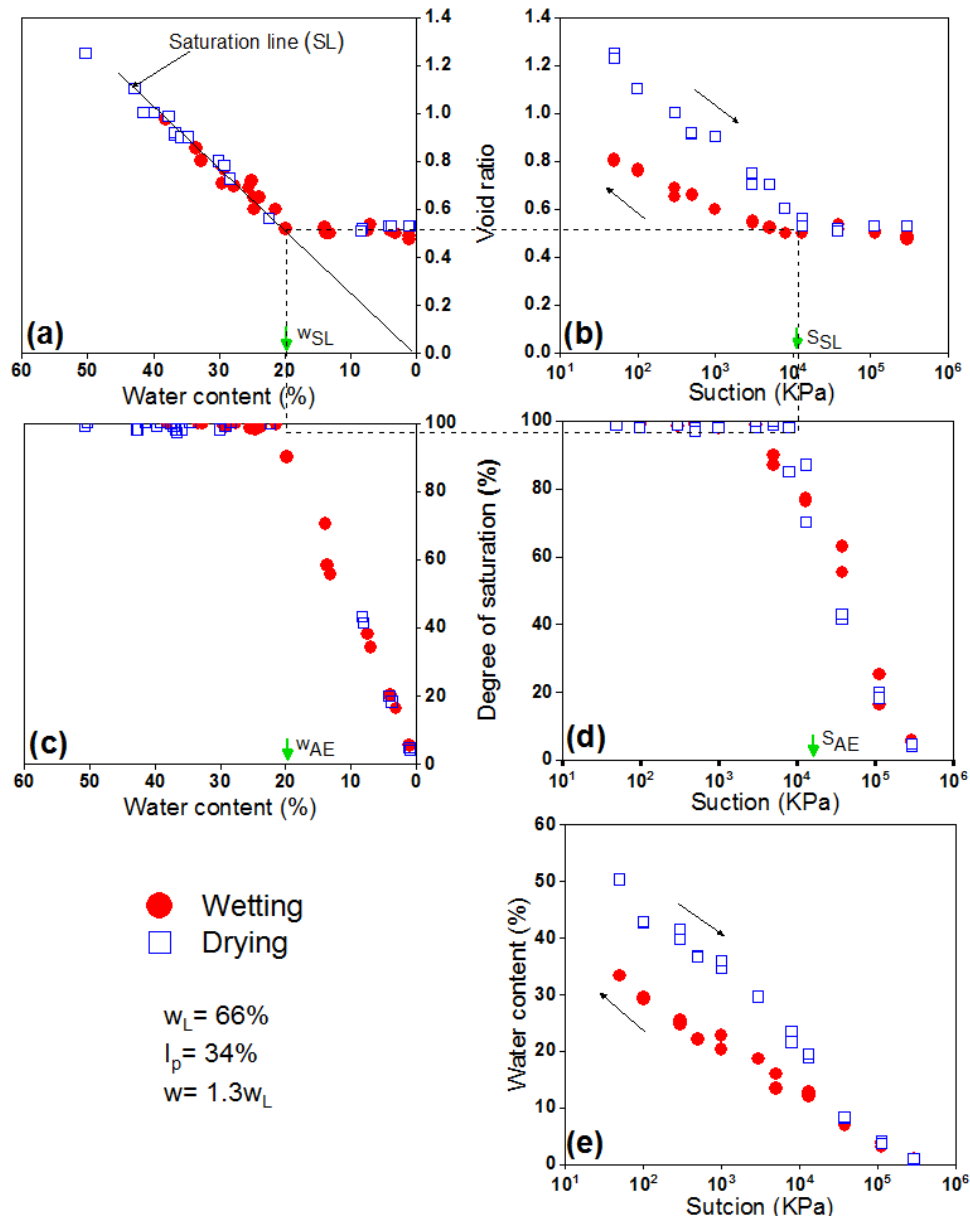 1.4
1.2
1.0
0.8
0.6
0.4
0.2
0.0
Saturation line (SL)
Void ratio
(a)
wSL
60 50 40 30 20 10 0
Water content (%)
1.4
1.2
1.0
0.8
0.6
0.4
0.2
0.0
(b)
SSL
10¹ 10² 10³ 10⁴ 10⁵ 10⁶
Suction (KPa)
100
80
60
40
20
0
Degree of saturation (%)
(c)
wAE
60 50 40 30 20 10 0
Water content (%)
100
80
60
40
20
0
(d)
SAE
10¹ 10² 10³ 10⁴ 10⁵ 10⁶
Suction (KPa)
Wetting
Drying
wL= 66%
Ip= 34%
w= 1.3wL
60
50
40
30
20
10
0
Water content (%)
(e)
10¹ 10² 10³ 10⁴ 10⁵ 10⁶
Sutcion (KPa)